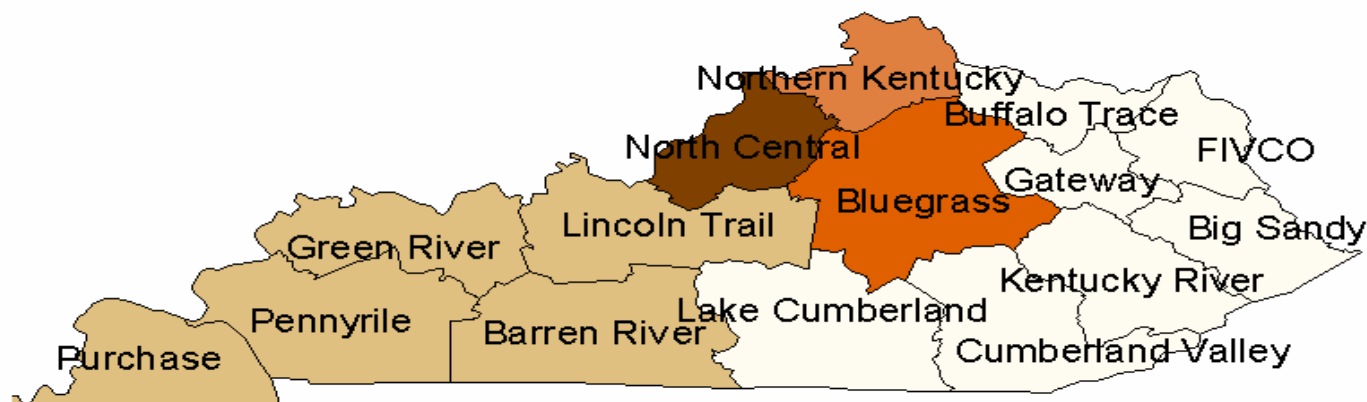 Northern Kentucky
Buffalo Trace
North Central
FIVCO
Gateway
Bluegrass
Lincoln Trail
Big Sandy
Green River
Kentucky River
Lake Cumberland
Pennyrile
Barren River
Cumberland Valley
Purchase